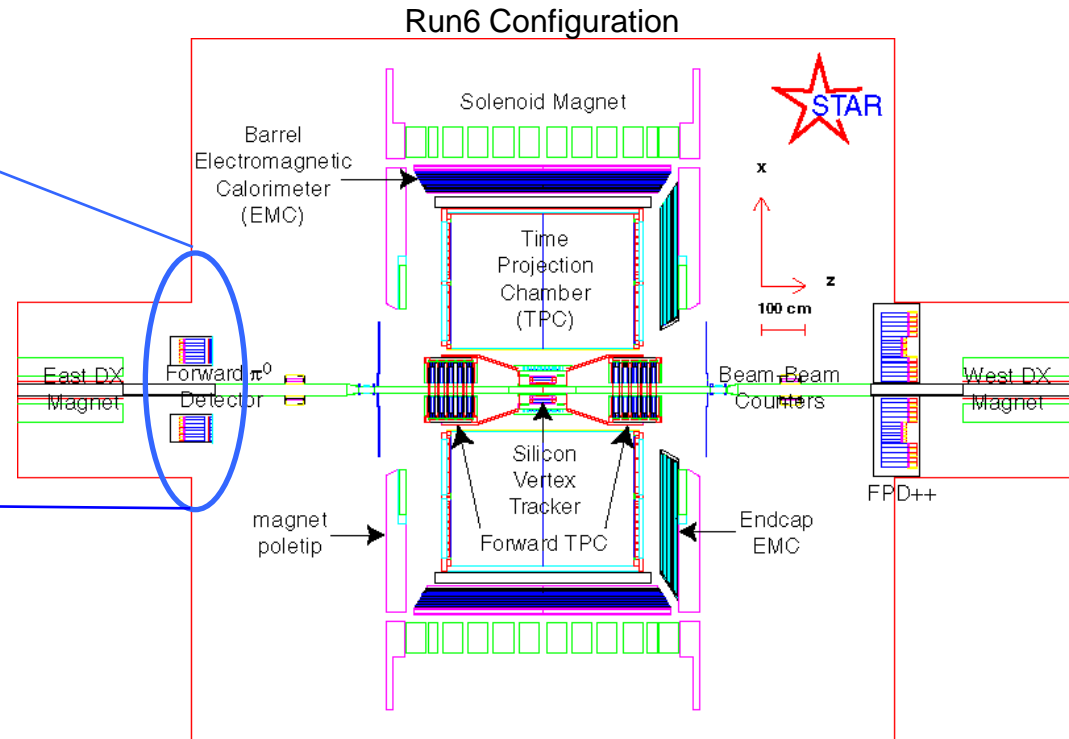 Run6 Configuration
Solenoid Magnet
STAR
Barrel
Electromagnetic
Calorimeter
(EMC)
x
Time
Projection
Chamber
(TPC)
z
100 cm
East DX
Magnet
Forward π⁰
Detector
Beam-Beam
Counters
West DX
Magnet
Silicon
Vertex
Tracker
FPD++
magnet
poletip
Forward TPC
Endcap
EMC